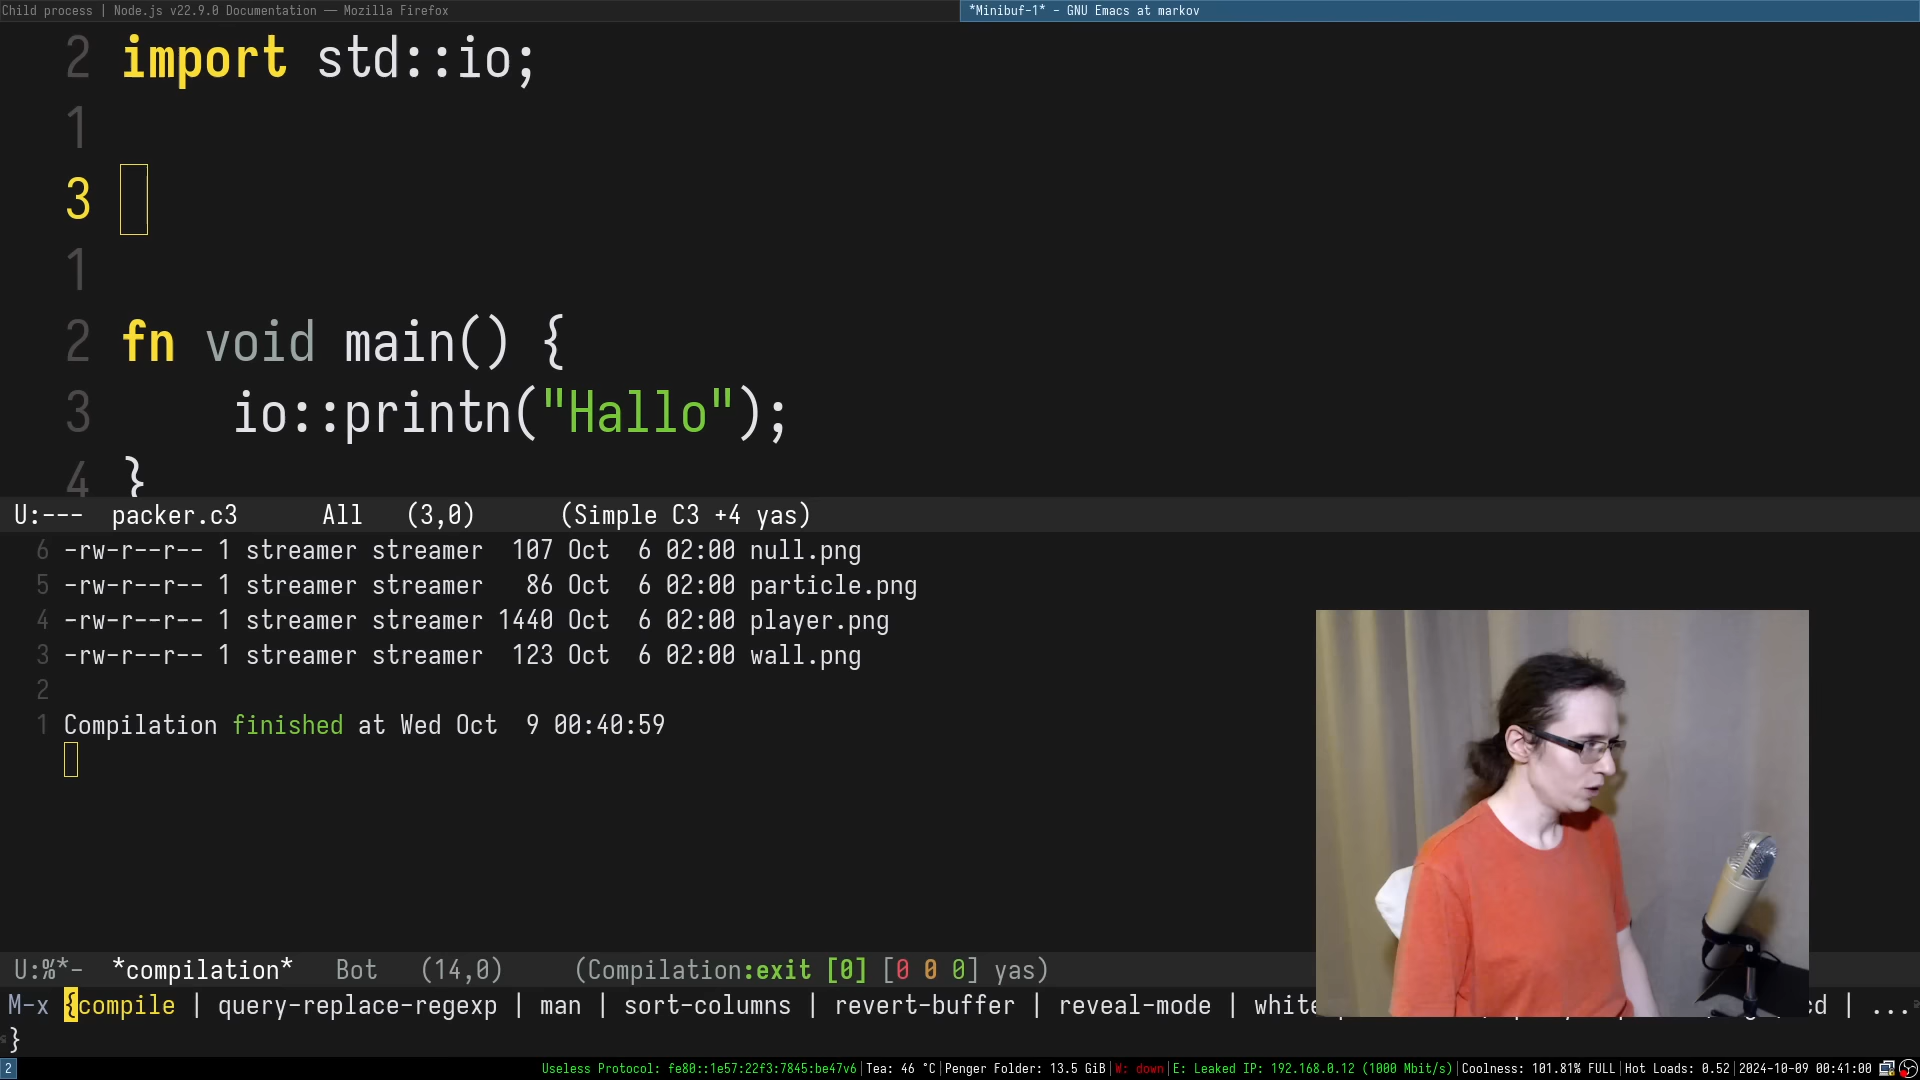 Child process | Node.js v22.9.0 Documentation — Mozilla Firefox
*Minibuf-1* - GNU Emacs at markov
2 import std::io;
1
3
1
2 fn void main() {
3     io::printn("Hallo");
4 }
U:--- packer.c3 All (3,0) (Simple C3 +4 yas)
6 -rw-r--r-- 1 streamer streamer 107 Oct 6 02:00 null.png
5 -rw-r--r-- 1 streamer streamer 86 Oct 6 02:00 particle.png
4 -rw-r--r-- 1 streamer streamer 1440 Oct 6 02:00 player.png
3 -rw-r--r-- 1 streamer streamer 123 Oct 6 02:00 wall.png
2
1 Compilation finished at Wed Oct 9 00:40:59
U:%*- *compilation* Bot (14,0) (Compilation:exit [0] [0 0 0] yas)
M-x {compile | query-replace-regexp | man | sort-columns | revert-buffer | reveal-mode | cd | ...
}
2 Useless Protocol: fe80::1e57:22f3:7845:be47v6|Tea: 46 °C|Penger Folder: 13.5 GiB|W: down|E: Leaked IP: 192.168.0.12 (1000 Mbit/s)|Coolness: 101.81% FULL|Hot Loads: 0.52|2024-10-09 00:41:00